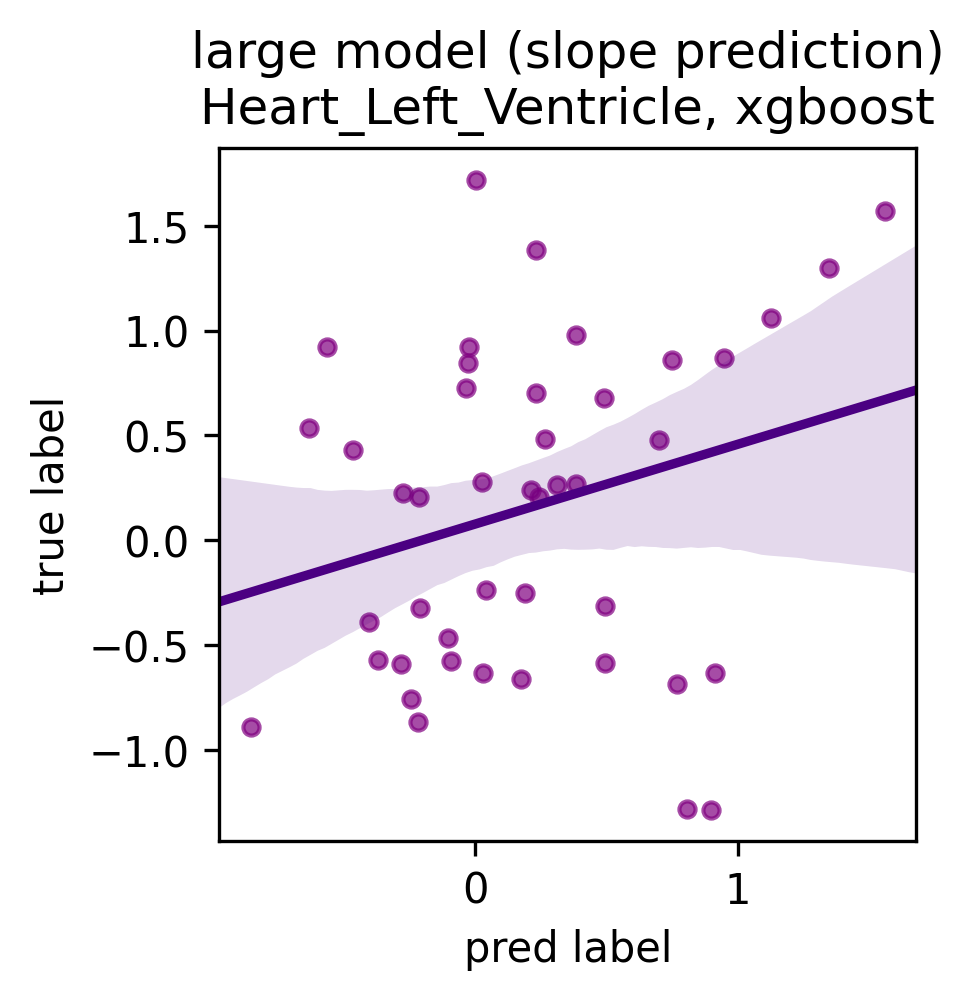 large model (slope prediction)
Heart_Left_Ventricle, xgboost
1.5
1.0
0.5
0.0
−0.5
−1.0
true label
0 1
pred label